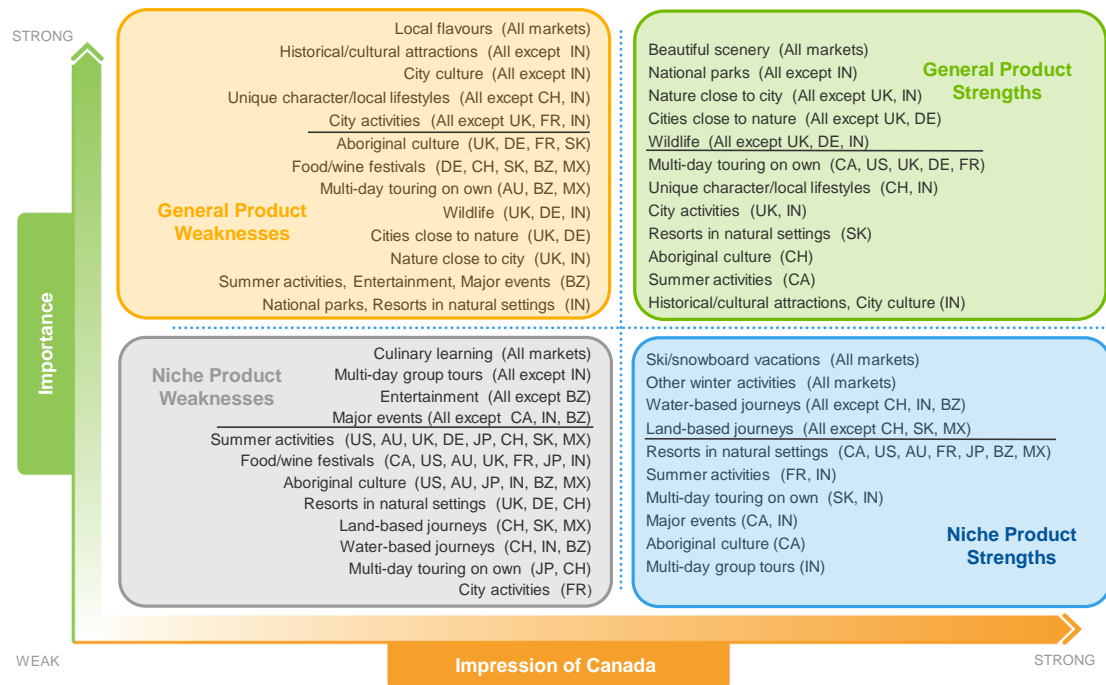 STRONG
Local flavours (All markets)
Historical/cultural attractions (All except IN)
City culture (All except IN)
Unique character/local lifestyles (All except CH, IN)
City activities (All except UK, FR, IN)
Aboriginal culture (UK, DE, FR, SK)
Food/wine festivals (DE, CH, SK, BZ, MX)
Multi-day touring on own (AU, BZ, MX)
Wildlife (UK, DE, IN)
Cities close to nature (UK, DE)
Nature close to city (UK, IN)
Summer activities, Entertainment, Major events (BZ)
National parks, Resorts in natural settings (IN)
General Product
Weaknesses
Beautiful scenery (All markets)
National parks (All except IN)
Nature close to city (All except UK, IN)
Cities close to nature (All except UK, DE)
Wildlife (All except UK, DE, IN)
Multi-day touring on own (CA, US, UK, DE, FR)
Unique character/local lifestyles (CH, IN)
City activities (UK, IN)
Resorts in natural settings (SK)
Aboriginal culture (CH)
Summer activities (CA)
Historical/cultural attractions, City culture (IN)
General Product
Strengths
Importance
Niche Product
Weaknesses
Culinary learning (All markets)
Multi-day group tours (All except IN)
Entertainment (All except BZ)
Major events (All except CA, IN, BZ)
Summer activities (US, AU, UK, DE, JP, CH, SK, MX)
Food/wine festivals (CA, US, AU, UK, FR, JP, IN)
Aboriginal culture (US, AU, JP, IN, BZ, MX)
Resorts in natural settings (UK, DE, CH)
Land-based journeys (CH, SK, MX)
Water-based journeys (CH, IN, BZ)
Multi-day touring on own (JP, CH)
City activities (FR)
Ski/snowboard vacations (All markets)
Other winter activities (All markets)
Water-based journeys (All except CH, IN, BZ)
Land-based journeys (All except CH, SK, MX)
Resorts in natural settings (CA, US, AU, FR, JP, BZ, MX)
Summer activities (FR, IN)
Multi-day touring on own (SK, IN)
Major events (CA, IN)
Aboriginal culture (CA)
Multi-day group tours (IN)
Niche Product
Strengths
WEAK
Impression of Canada
STRONG